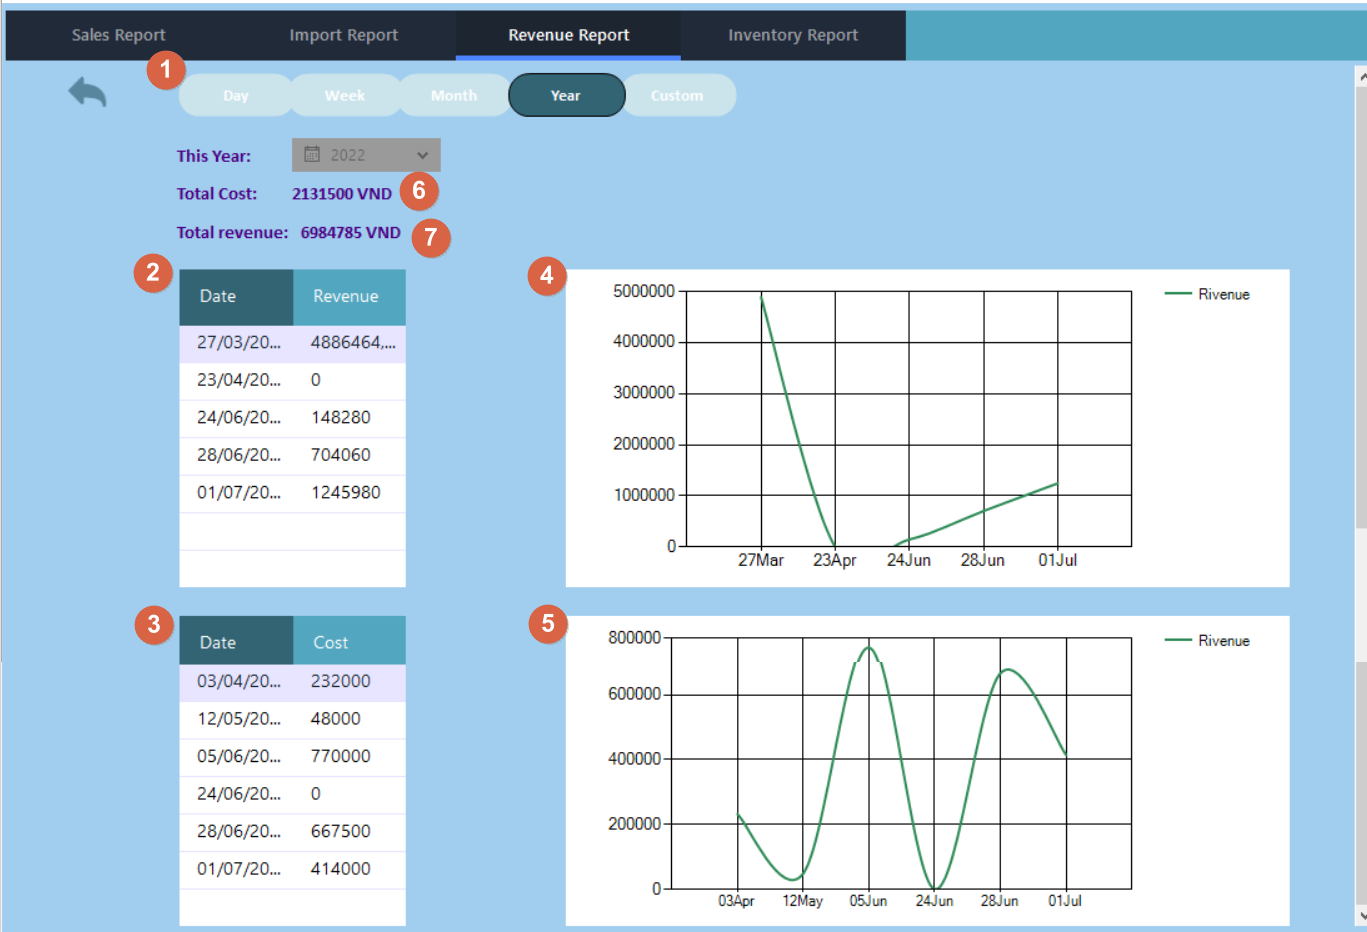 Sales Report Import Report Revenue Report Inventory Report
1
Day Week Month Year Custom
This Year: 2022
Total Cost: 2131500 VND 6
Total revenue: 6984785 VND 7
2
Date Revenue
27/03/20... 4886464,...
23/04/20... 0
24/06/20... 148280
28/06/20... 704060
01/07/20... 1245980
4
5000000
4000000
3000000
2000000
1000000
0
27Mar 23Apr 24Jun 28Jun 01Jul
Rivenue
3
Date Cost
03/04/20... 232000
12/05/20... 48000
05/06/20... 770000
24/06/20... 0
28/06/20... 667500
01/07/20... 414000
5
800000
600000
400000
200000
0
03Apr 12May 05Jun 24Jun 28Jun 01Jul
Rivenue